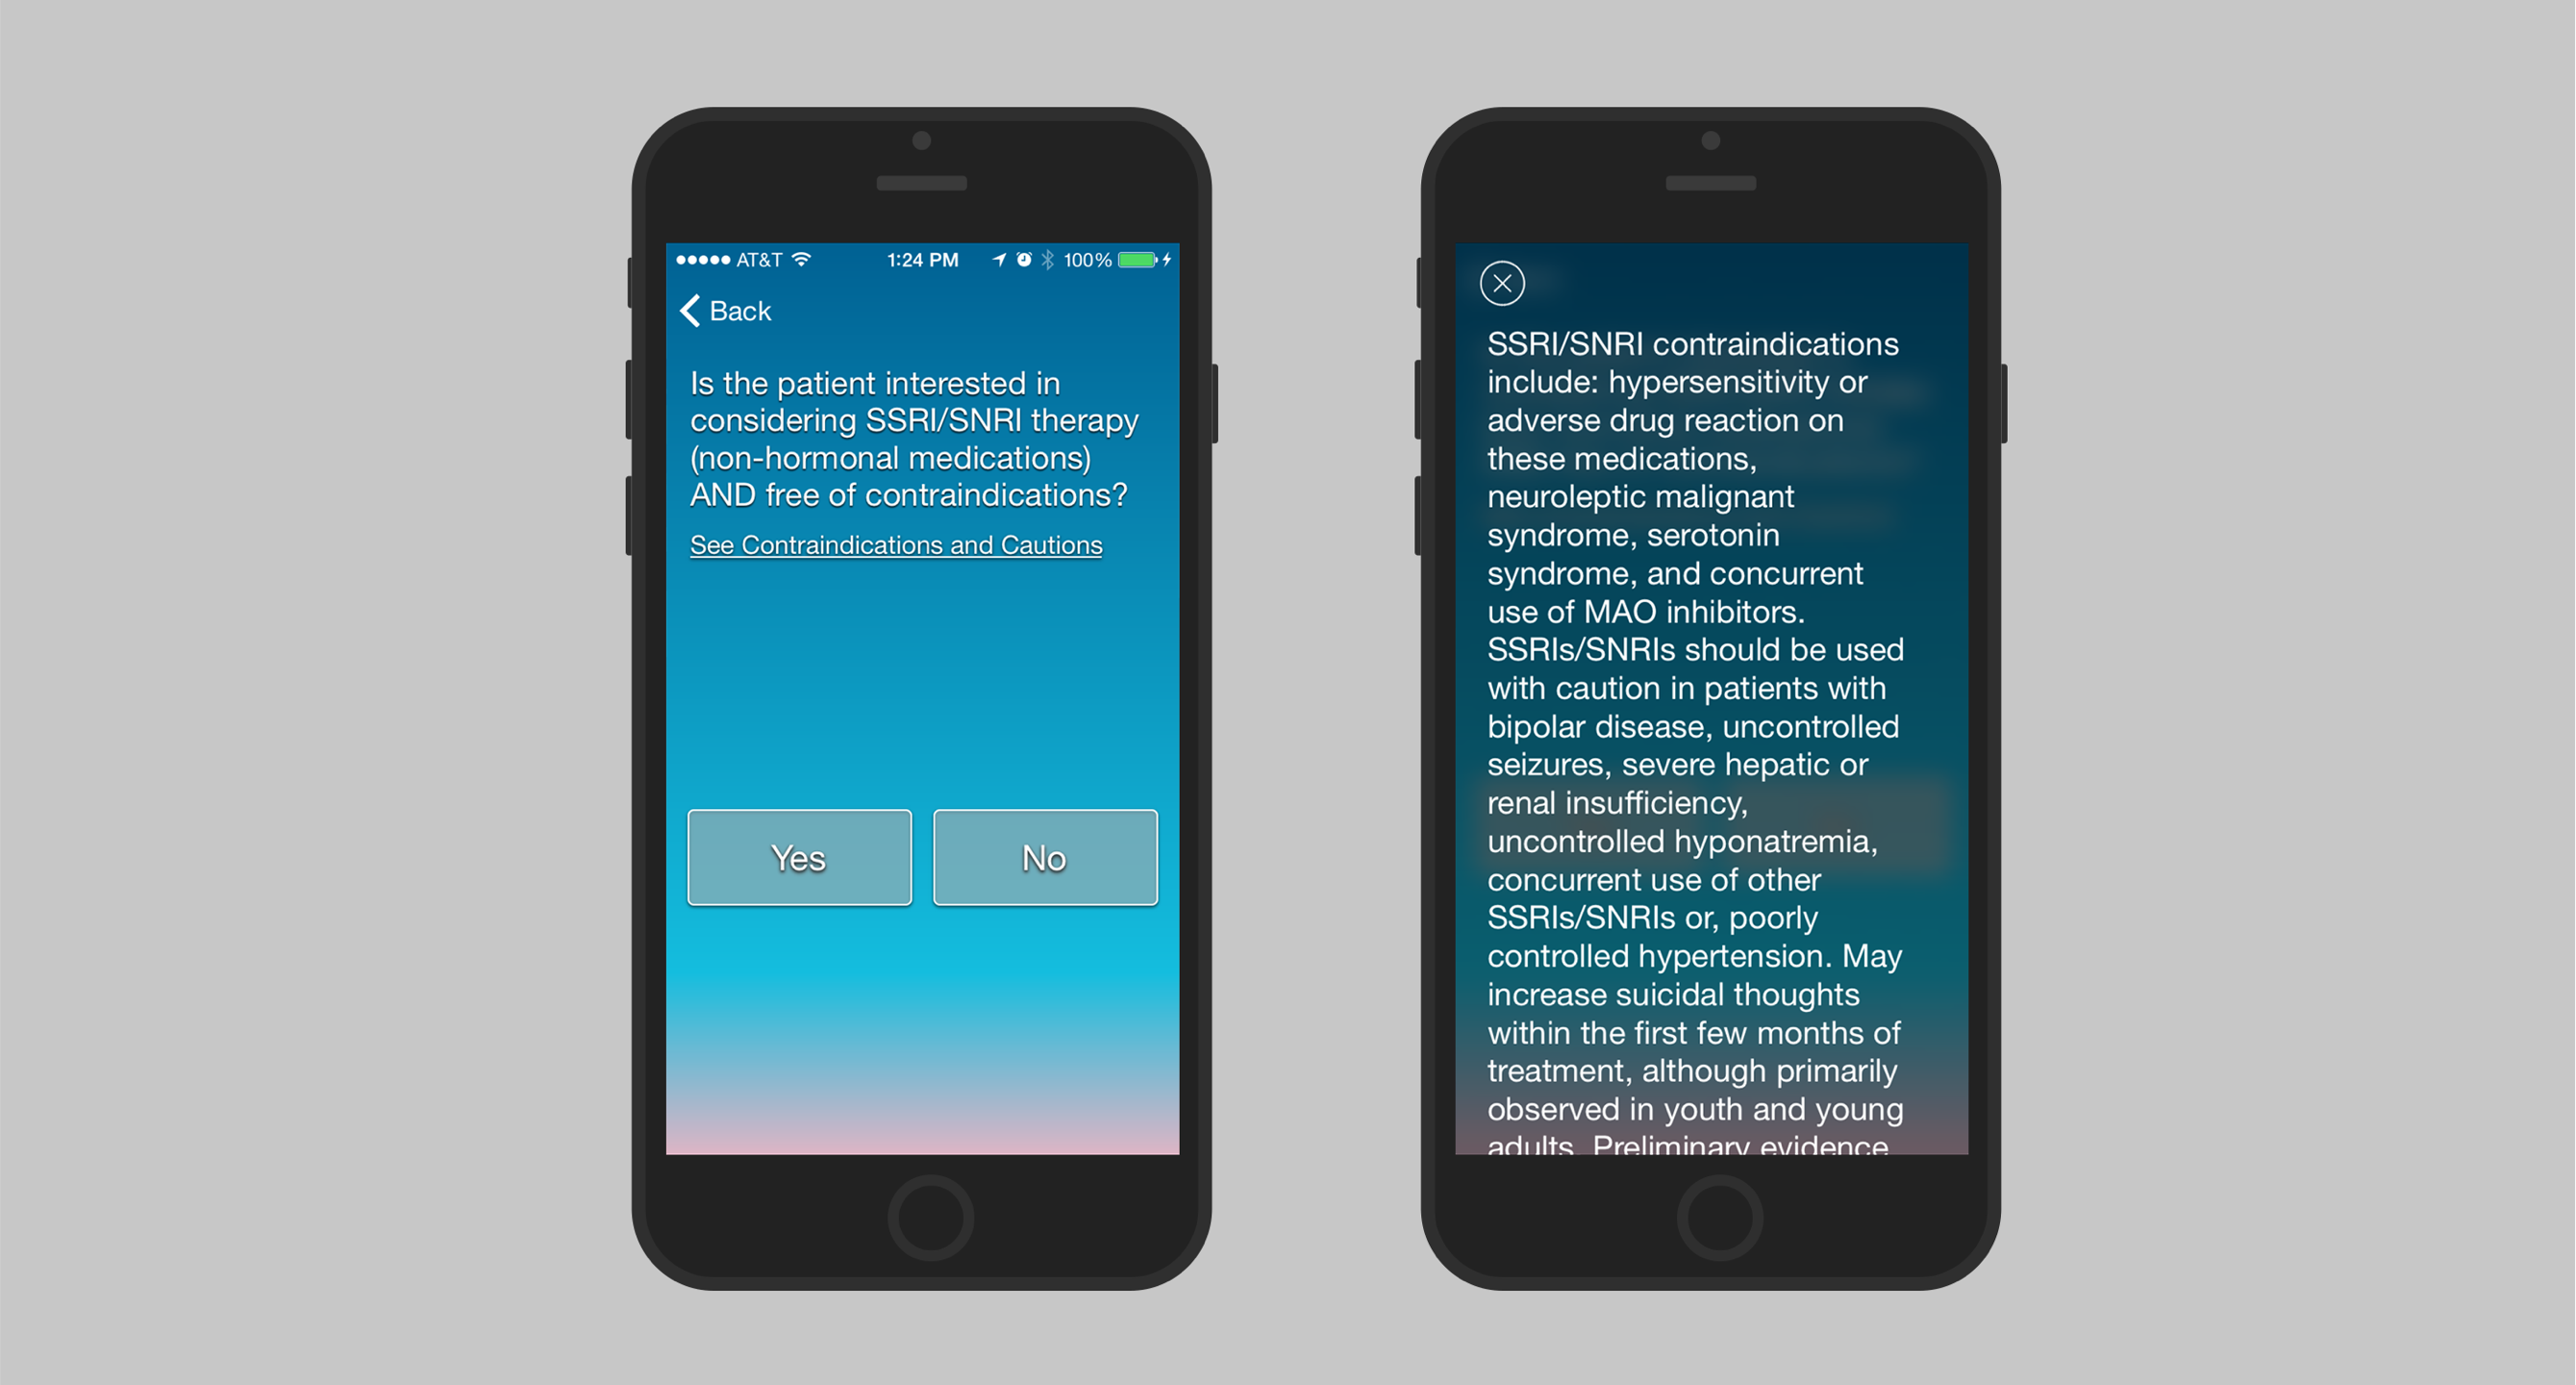 AT&T 1:24 PM 100%
Back
Is the patient interested in
considering SSRI/SNRI therapy
(non-hormonal medications)
AND free of contraindications?
See Contraindications and Cautions
Yes
No
SSRI/SNRI contraindications
include: hypersensitivity or
adverse drug reaction on
these medications,
neuroleptic malignant
syndrome, serotonin
syndrome, and concurrent
use of MAO inhibitors.
SSRIs/SNRIs should be used
with caution in patients with
bipolar disease, uncontrolled
seizures, severe hepatic or
renal insufficiency,
uncontrolled hyponatremia,
concurrent use of other
SSRIs/SNRIs or, poorly
controlled hypertension. May
increase suicidal thoughts
within the first few months of
treatment, although primarily
observed in youth and young
adults. Preliminary evidence